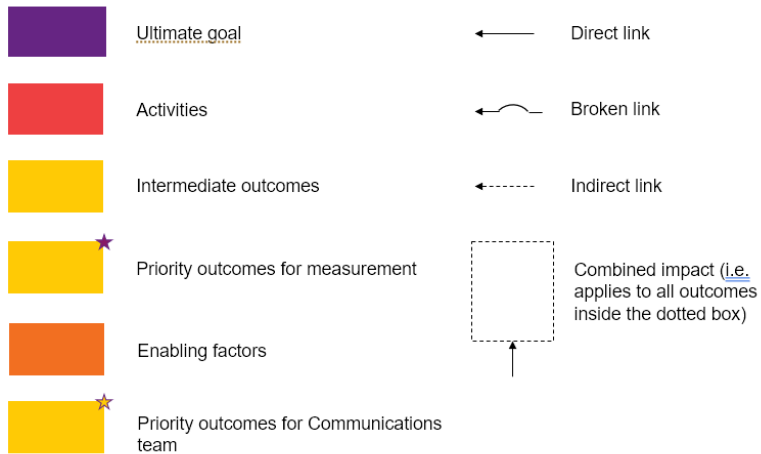 Ultimate goal
Direct link
Activities
Broken link
Intermediate outcomes
Indirect link
Priority outcomes for measurement
Combined impact (i.e.
applies to all outcomes
inside the dotted box)
Enabling factors
Priority outcomes for Communications
team